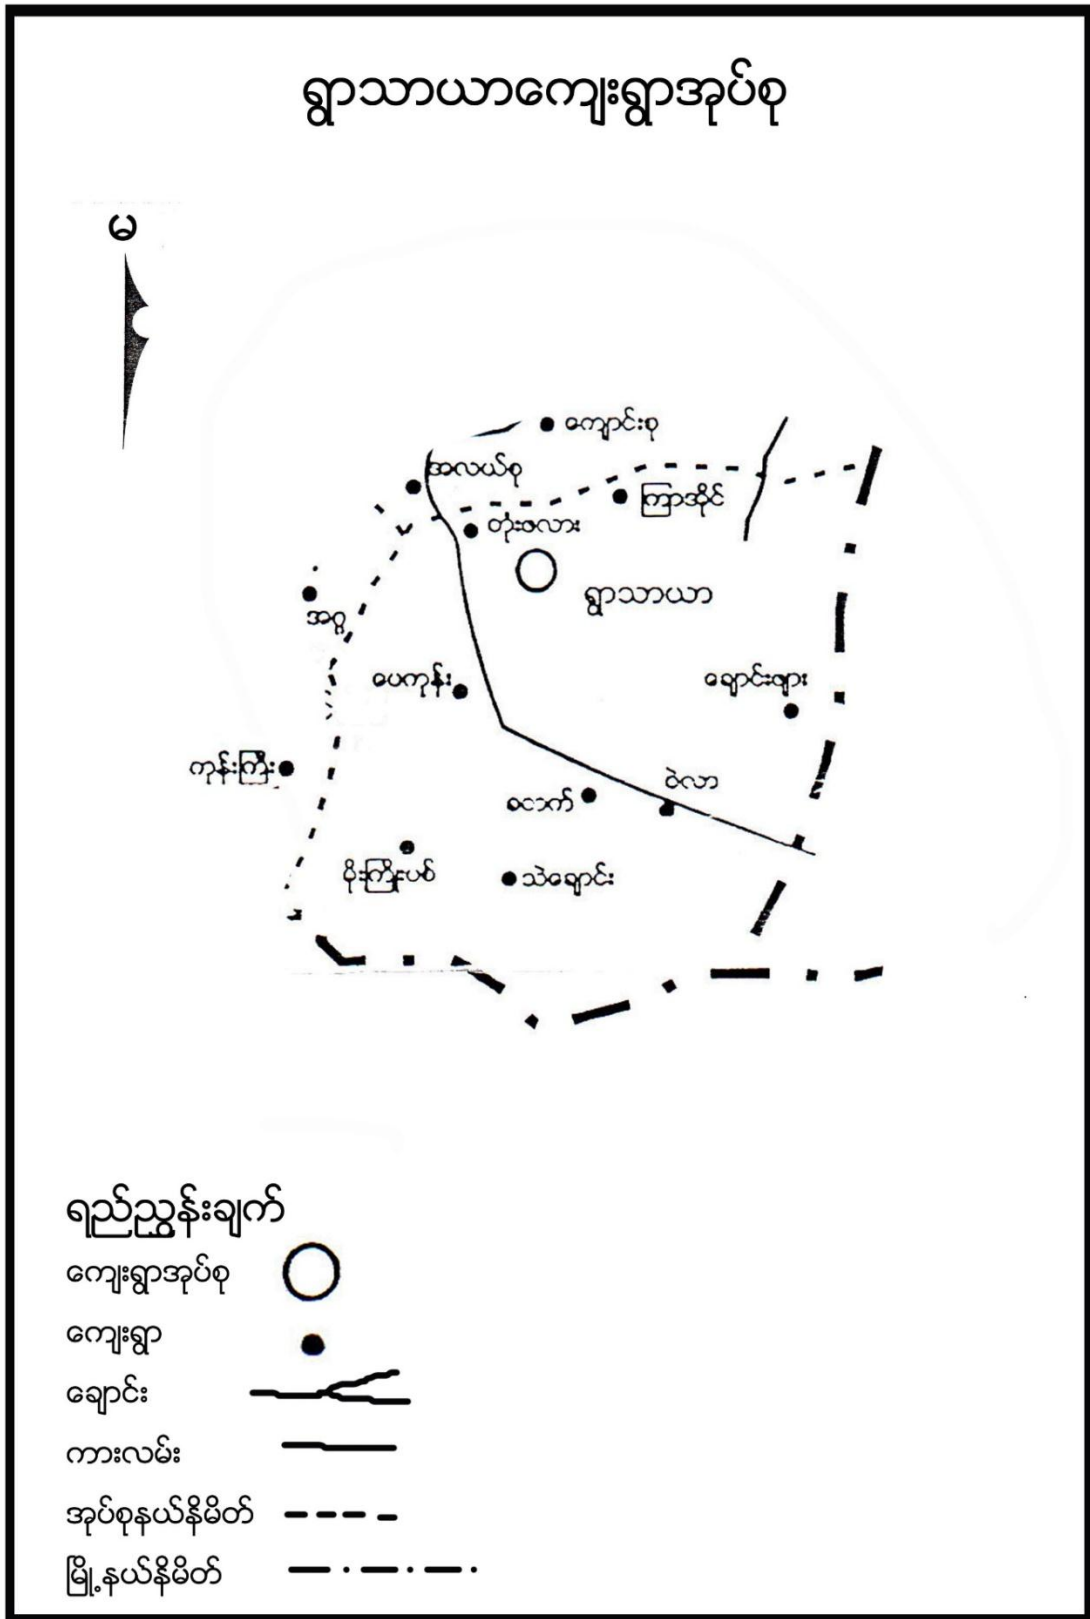 ရွာသာယာကျေးရွာအုပ်စု
မ
ကျောင်းစု
အလယ်စု
ကြာအိုင်
တုံးဇလား
ရွာသာယာ
အဂ္ဂ
ပေကုန်း
ချောင်းဖျား
ကုန်းကြီး
ဝဲလာ
ခငောက်
မိုးကြိုးပစ်
သဲချောင်း
ရည်ညွှန်းချက်
ကျေးရွာအုပ်စု
ကျေးရွာ
ချောင်း
ကားလမ်း
အုပ်စုနယ်နိမိတ်
မြို့နယ်နိမိတ်